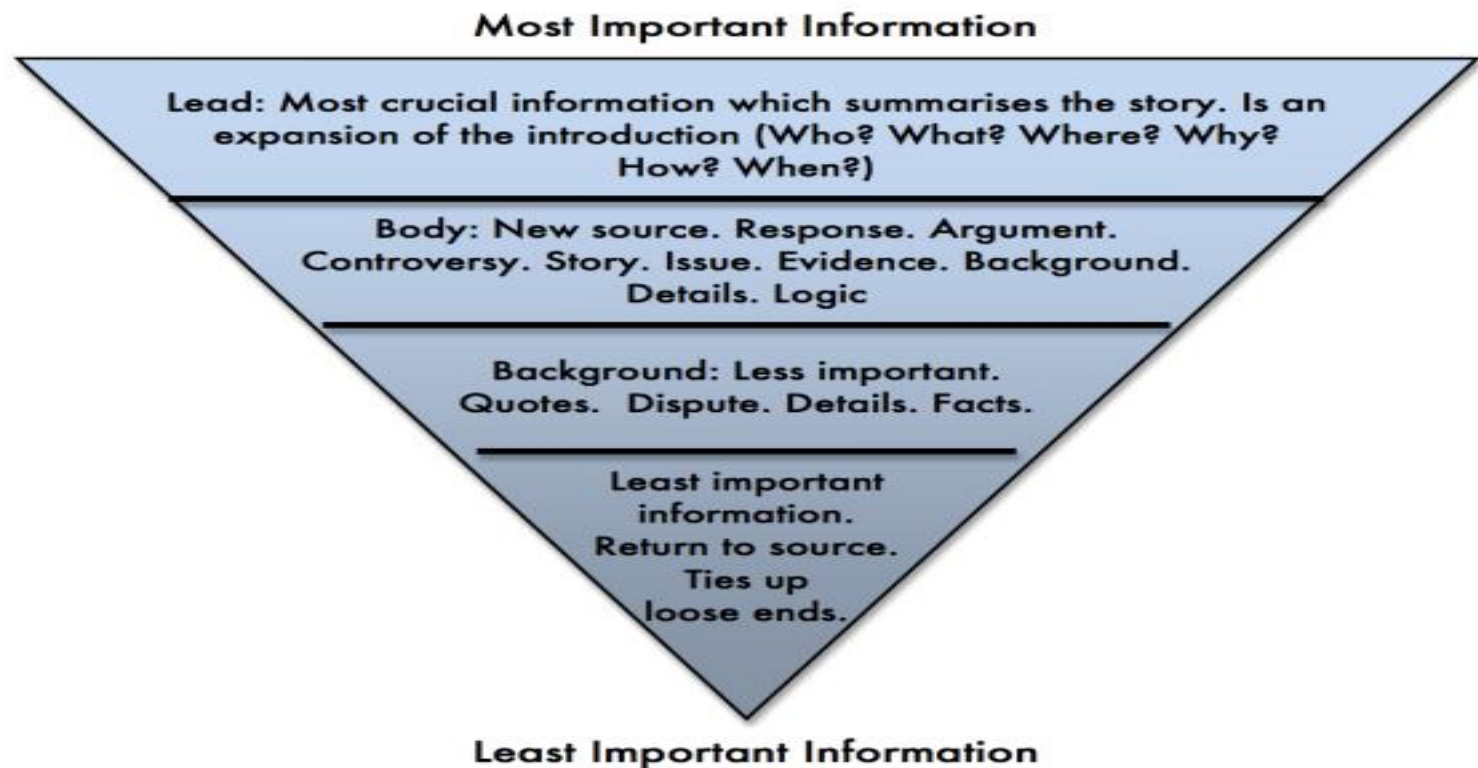 Most Important Information
Lead: Most crucial information which summarises the story. Is an
expansion of the introduction (Who? What? Where? Why?
How? When?)
Body: New source. Response. Argument.
Controversy. Story. Issue. Evidence. Background.
Details. Logic
Background: Less important.
Quotes.  Dispute. Details. Facts.
Least important
information.
Return to source.
Ties up
loose ends.
Least Important Information